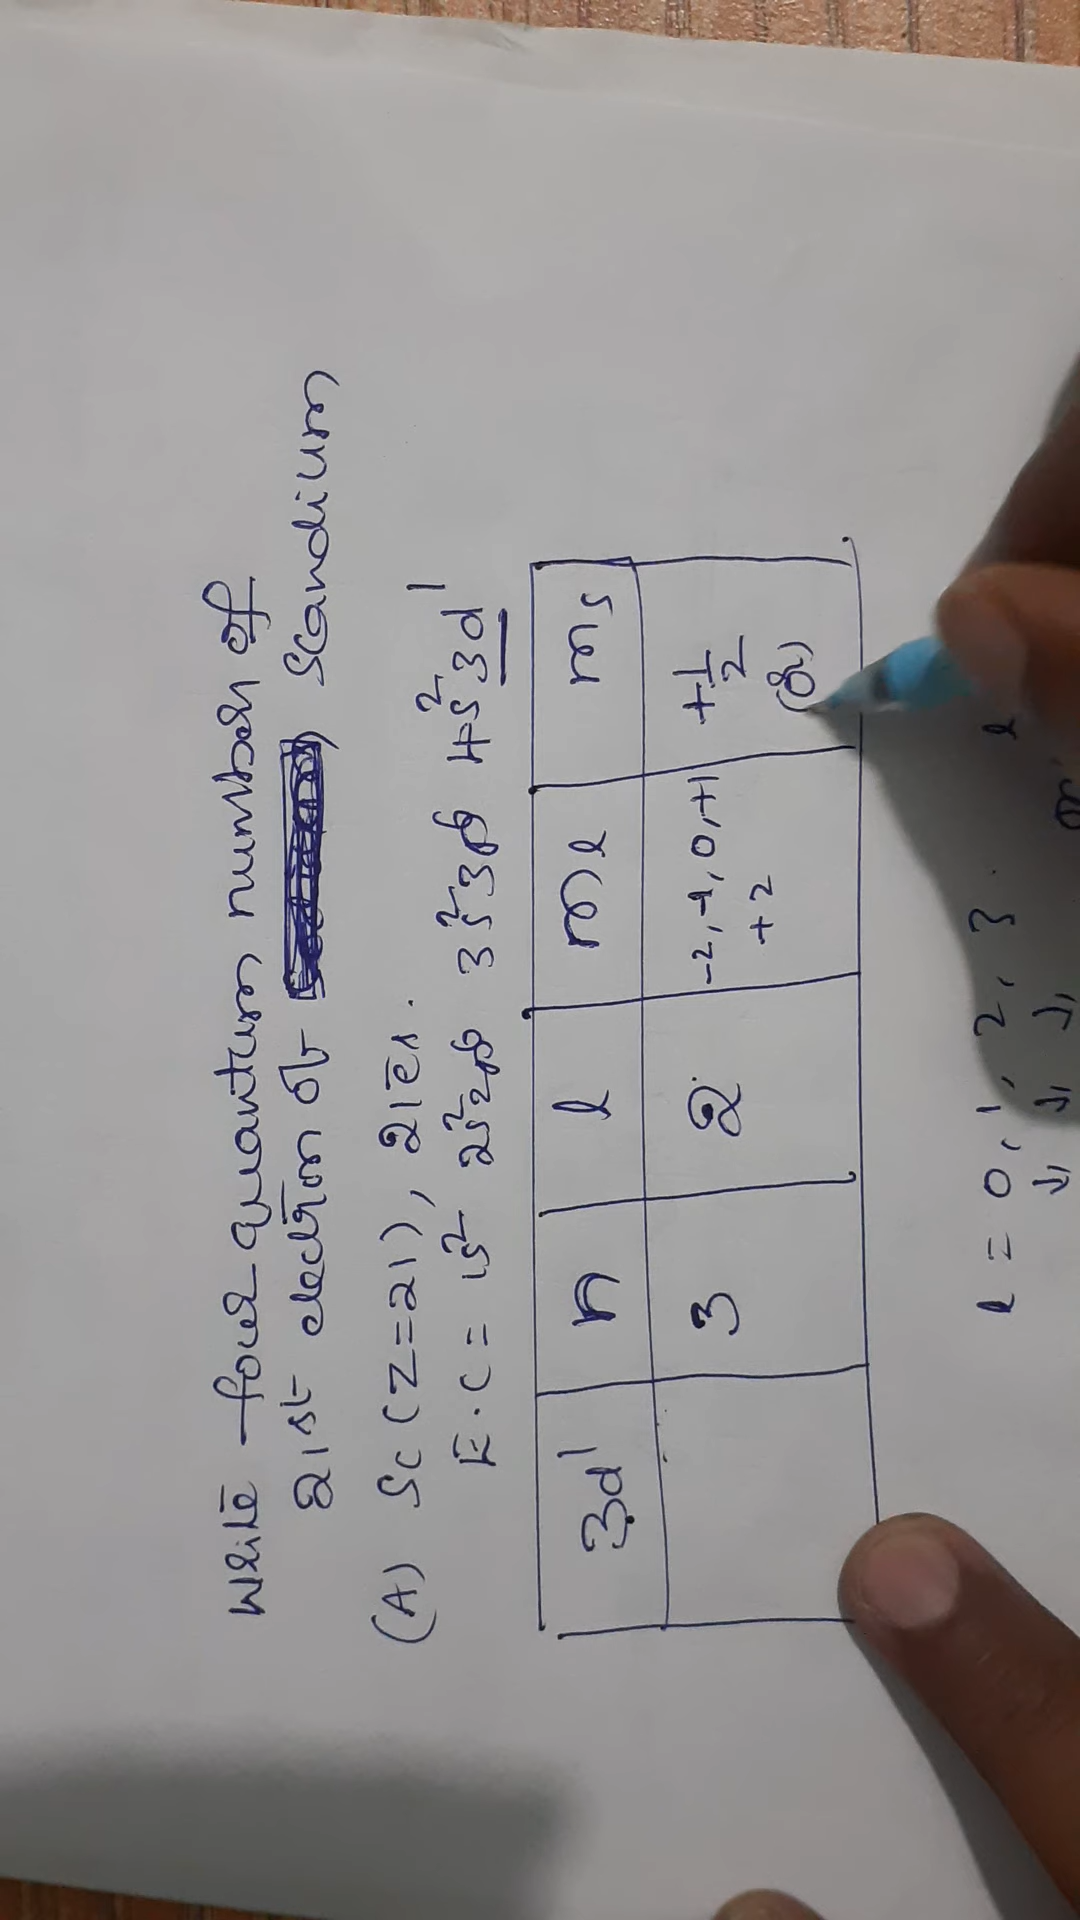 Write four quantum number of
21st electron of Scandium
(A) Sc (Z=21), 21es.
E.C = 1s² 2s² 2p⁶ 3s² 3p⁶ 4s² 3d¹
3d¹ n l ml ms
3 2 -2, -1, 0, +1 +1/2
+2 (or)
l = 0, 1, 2, 3.
↓ ↓ ↓